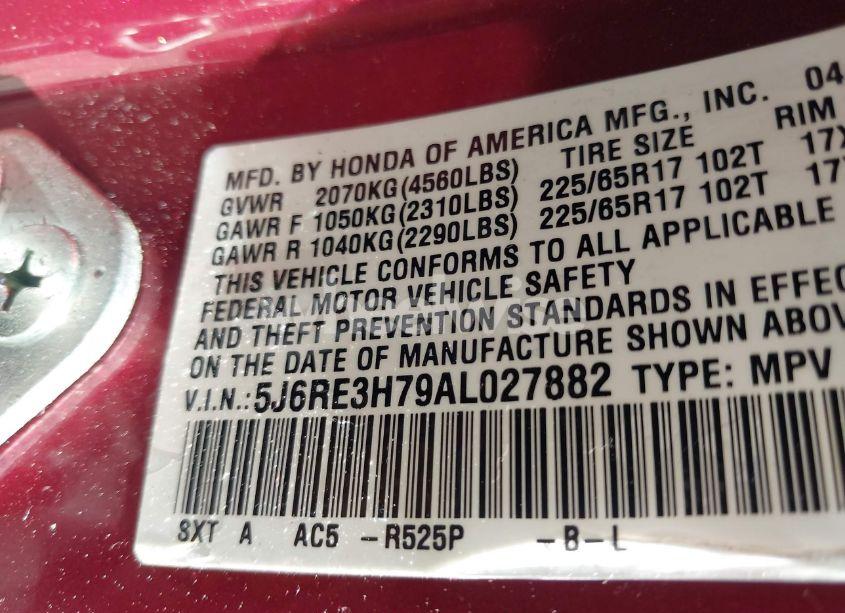 MFD. BY HONDA OF AMERICA MFG., INC. 04
GVWR 2070KG(4560LBS) TIRE SIZE RIM
GAWR F 1050KG(2310LBS) 225/65R17 102T 17X
GAWR R 1040KG(2290LBS) 225/65R17 102T 17
THIS VEHICLE CONFORMS TO ALL APPLICABLE
FEDERAL MOTOR VEHICLE SAFETY
AND THEFT PREVENTION STANDARDS IN EFFEC
ON THE DATE OF MANUFACTURE SHOWN ABOV
V.I.N.:5J6RE3H79AL027882 TYPE: MPV
SXT A AC5 -R525P -B-L